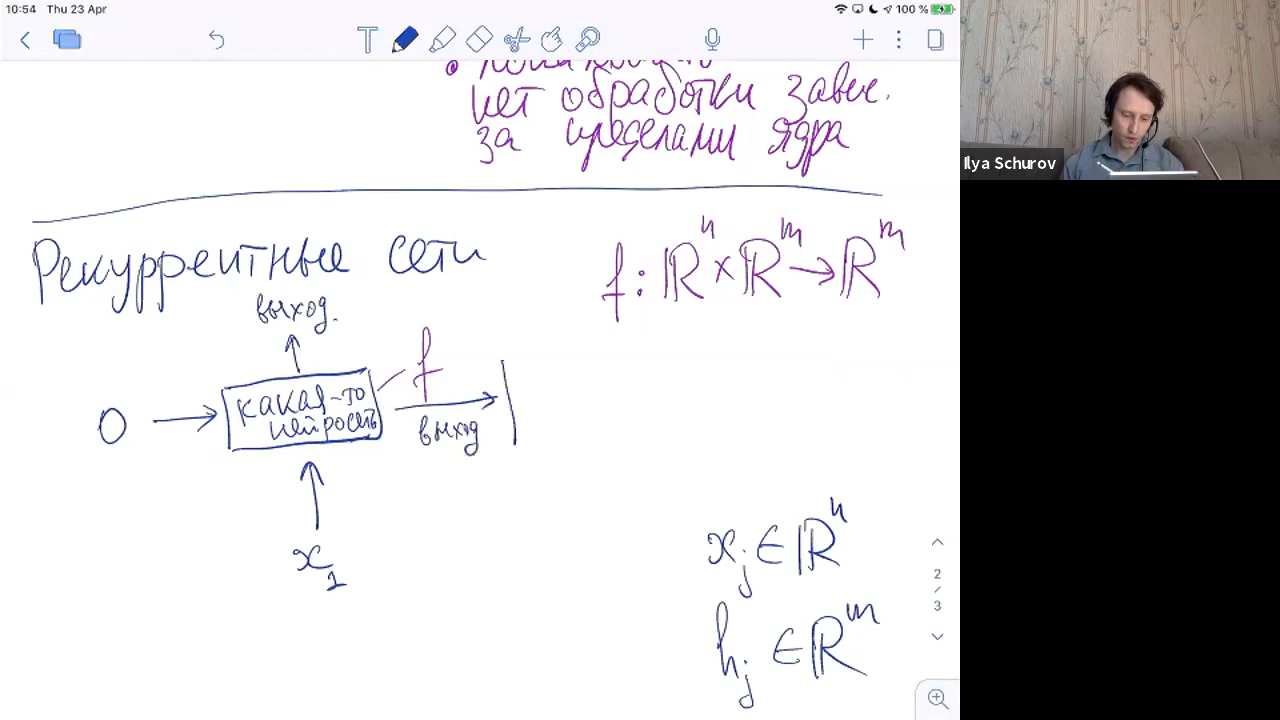 10:54 Thu 23 Apr
100 %
T
нет обработки завис.
за пределами ядра
Рекуррентные сети
f: ℝⁿ × ℝᵐ → ℝᵐ
выход.
f
0
какая-то
нейросеть
выход
x₁
xⱼ ∈ ℝⁿ
hⱼ ∈ ℝᵐ
2
/
3
Ilya Schurov